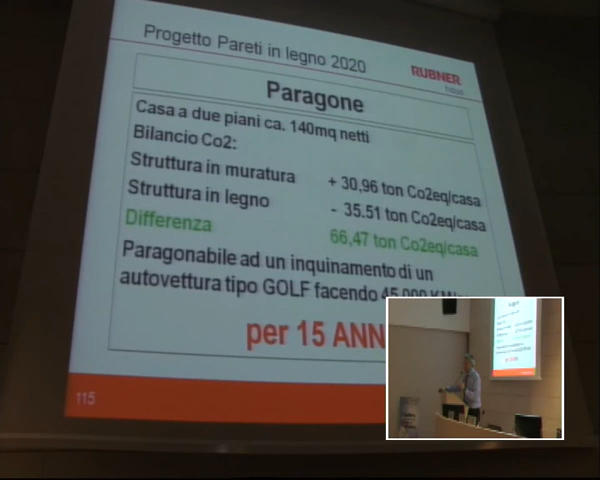 Progetto Pareti in legno 2020
RUBNER
haus
Paragone
Casa a due piani ca. 140mq netti
Bilancio Co2:
Struttura in muratura + 30,96 ton Co2eq/casa
Struttura in legno - 35.51 ton Co2eq/casa
Differenza 66,47 ton Co2eq/casa
Paragonabile ad un inquinamento di un
autovettura tipo GOLF facendo 45.000
per 15 ANN
115